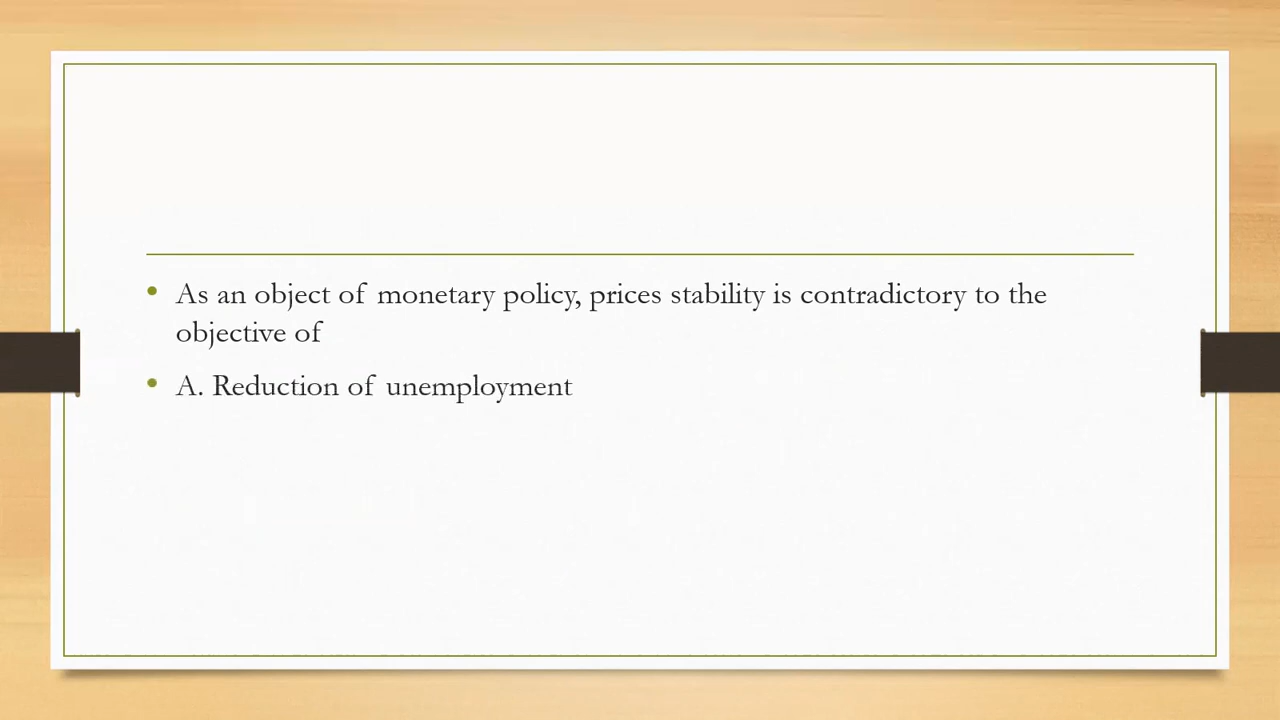 • As an object of monetary policy, prices stability is contradictory to the
objective of
• A. Reduction of unemployment